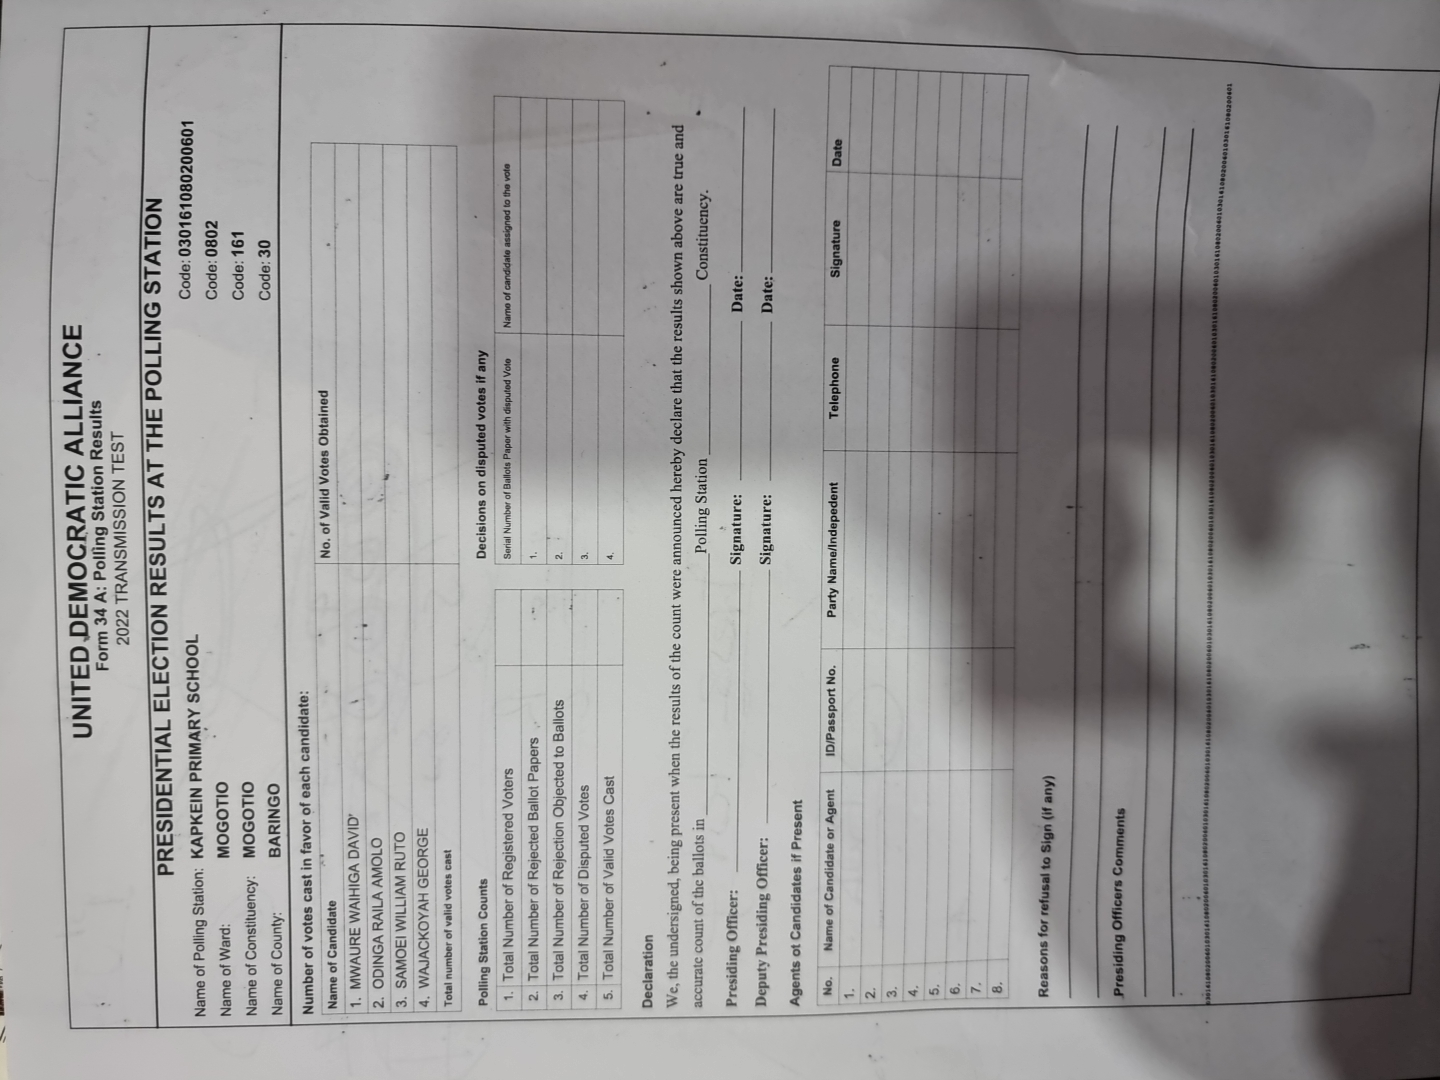 UNITED DEMOCRATIC ALLIANCE
Form 34 A: Polling Station Results
2022 TRANSMISSION TEST
PRESIDENTIAL ELECTION RESULTS AT THE POLLING STATION
Name of Polling Station: KAPKEIN PRIMARY SCHOOL Code: 030161080200601
Name of Ward: MOGOTIO Code: 0802
Name of Constituency: MOGOTIO Code: 161
Name of County: BARINGO Code: 30
Number of votes cast in favor of each candidate:
Name of Candidate No. of Valid Votes Obtained
1. MWAURE WAIHIGA DAVID'
2. ODINGA RAILA AMOLO
3. SAMOEI WILLIAM RUTO
4. WAJACKOYAH GEORGE
Total number of valid votes cast
Polling Station Counts
1. Total Number of Registered Voters
2. Total Number of Rejected Ballot Papers
3. Total Number of Rejection Objected to Ballots
4. Total Number of Disputed Votes
5. Total Number of Valid Votes Cast
Decisions on disputed votes if any
Serial Number of Ballots Paper with disputed Vote Name of candidate assigned to the vote
1.
2.
3.
4.
Declaration
We, the undersigned, being present when the results of the count were announced hereby declare that the results shown above are true and
accurate count of the ballots in Polling Station Constituency.
Presiding Officer: Signature: Date:
Deputy Presiding Officer: Signature: Date:
Agents ot Candidates if Present
No. Name of Candidate or Agent ID/Passport No. Party Name/Indepedent Telephone Signature Date
1.
2.
3.
4.
5.
6.
7.
8.
Reasons for refusal to Sign (if any)
Presiding Officers Comments